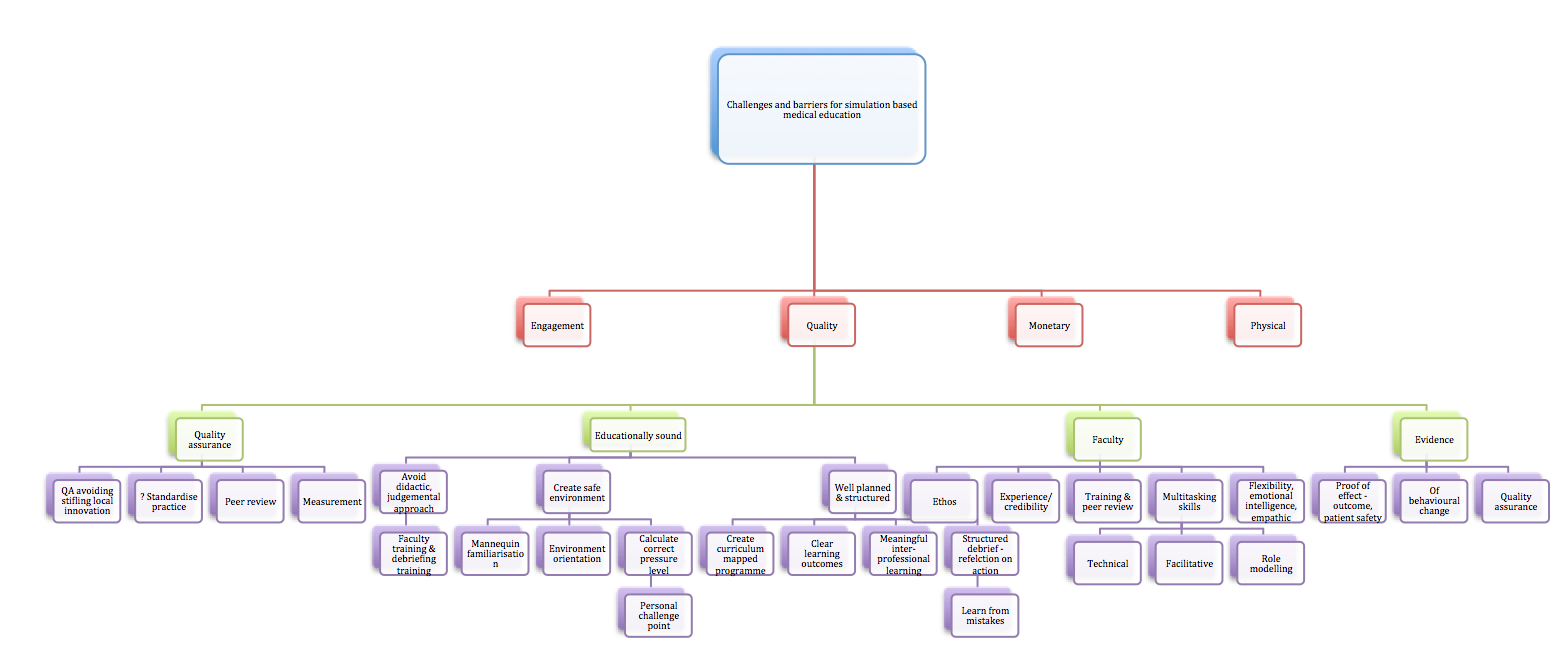 Challenges and barriers for simulation based
medical education
Engagement
Quality
Monetary
Physical
Quality
assurance
Educationally sound
Faculty
Evidence
QA avoiding
stifling local
innovation
? Standardise
practice
Peer review
Measurement
Avoid
didactic,
judgemental
approach
Create safe
environment
Well planned
& structured
Ethos
Experience/
credibility
Training &
peer review
Multitasking
skills
Flexibility,
emotional
intelligence,
empathic
Proof of
effect -
outcome,
patient safety
Of
behavioural
change
Quality
assurance
Faculty
training &
debriefing
training
Mannequin
familiarisatio
n
Environment
orientation
Calculate
correct
pressure
level
Create
curriculum
mapped
programme
Clear
learning
outcomes
Meaningful
inter-
professional
learning
Structured
debrief -
refelction on
action
Technical
Facilitative
Role
modelling
Personal
challenge
point
Learn from
mistakes